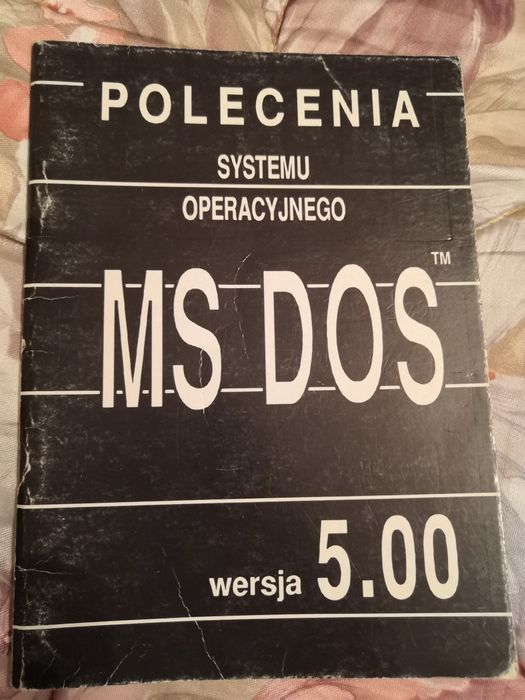 POLECENIA
SYSTEMU
OPERACYJNEGO
MS DOS™
wersja 5.00